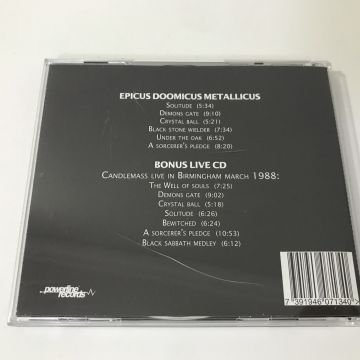 EPICUS DOOMICUS METALLICUS
SOLITUDE (5:34)
DEMONS GATE (9:10)
CRYSTAL BALL (5:21)
BLACK STONE WIELDER (7:34)
UNDER THE OAK (6:52)
A SORCERER'S PLEDGE (8:20)
BONUS LIVE CD
CANDLEMASS LIVE IN BIRMINGHAM MARCH 1988:
THE WELL OF SOULS (7:25)
DEMONS GATE (9:02)
CRYSTAL BALL (5:18)
SOLITUDE (6:26)
BEWITCHED (6:24)
A SORCERER'S PLEDGE (10:53)
BLACK SABBATH MEDLEY (6:12)
powerline
records
7 391946 071340 >